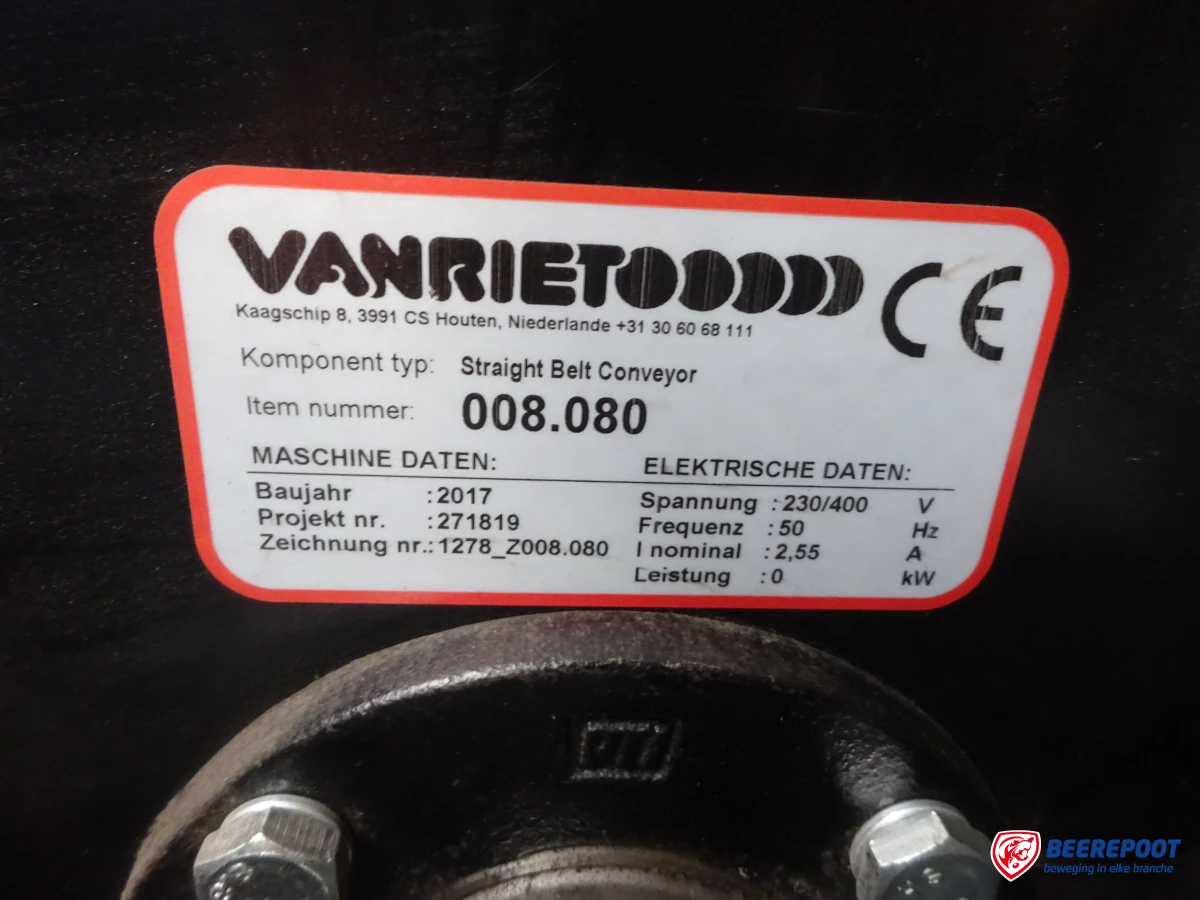 VANRIET
CE
Kaagschip 8, 3991 CS Houten, Niederlande +31 30 60 68 111
Komponent typ: Straight Belt Conveyor
Item nummer: 008.080
MASCHINE DATEN:
Baujahr : 2017
Projekt nr. : 271819
Zeichnung nr.: 1278_Z008.080
ELEKTRISCHE DATEN:
Spannung : 230/400 V
Frequenz : 50 Hz
I nominal : 2,55 A
Leistung : 0 kW
BEEREPOOT
beweging in elke branche